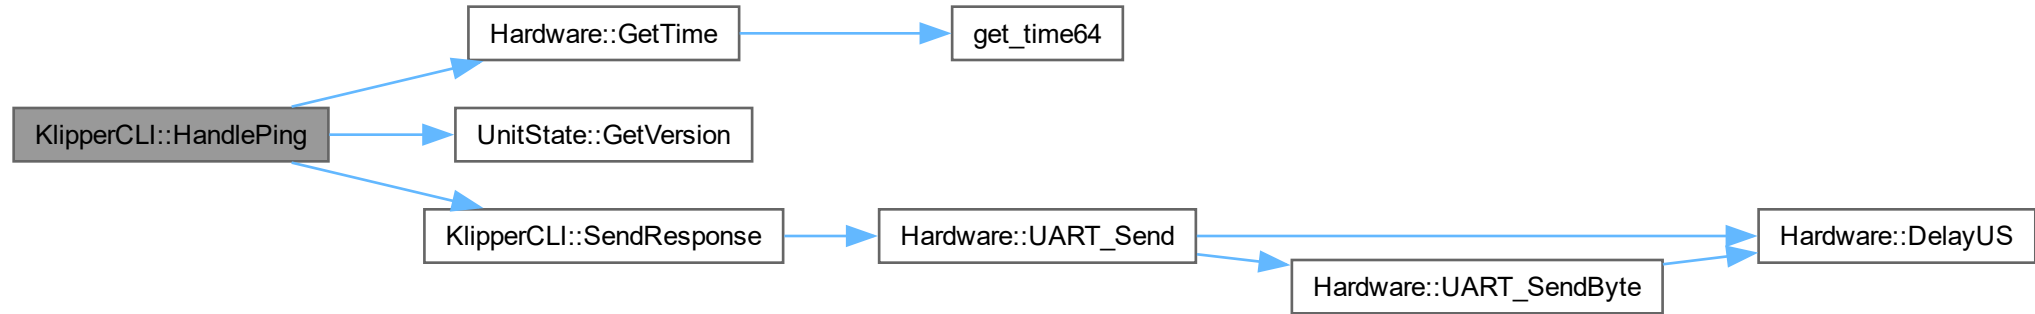 Hardware::GetTime
get_time64
KlipperCLI::HandlePing
UnitState::GetVersion
KlipperCLI::SendResponse
Hardware::UART_Send
Hardware::DelayUS
Hardware::UART_SendByte